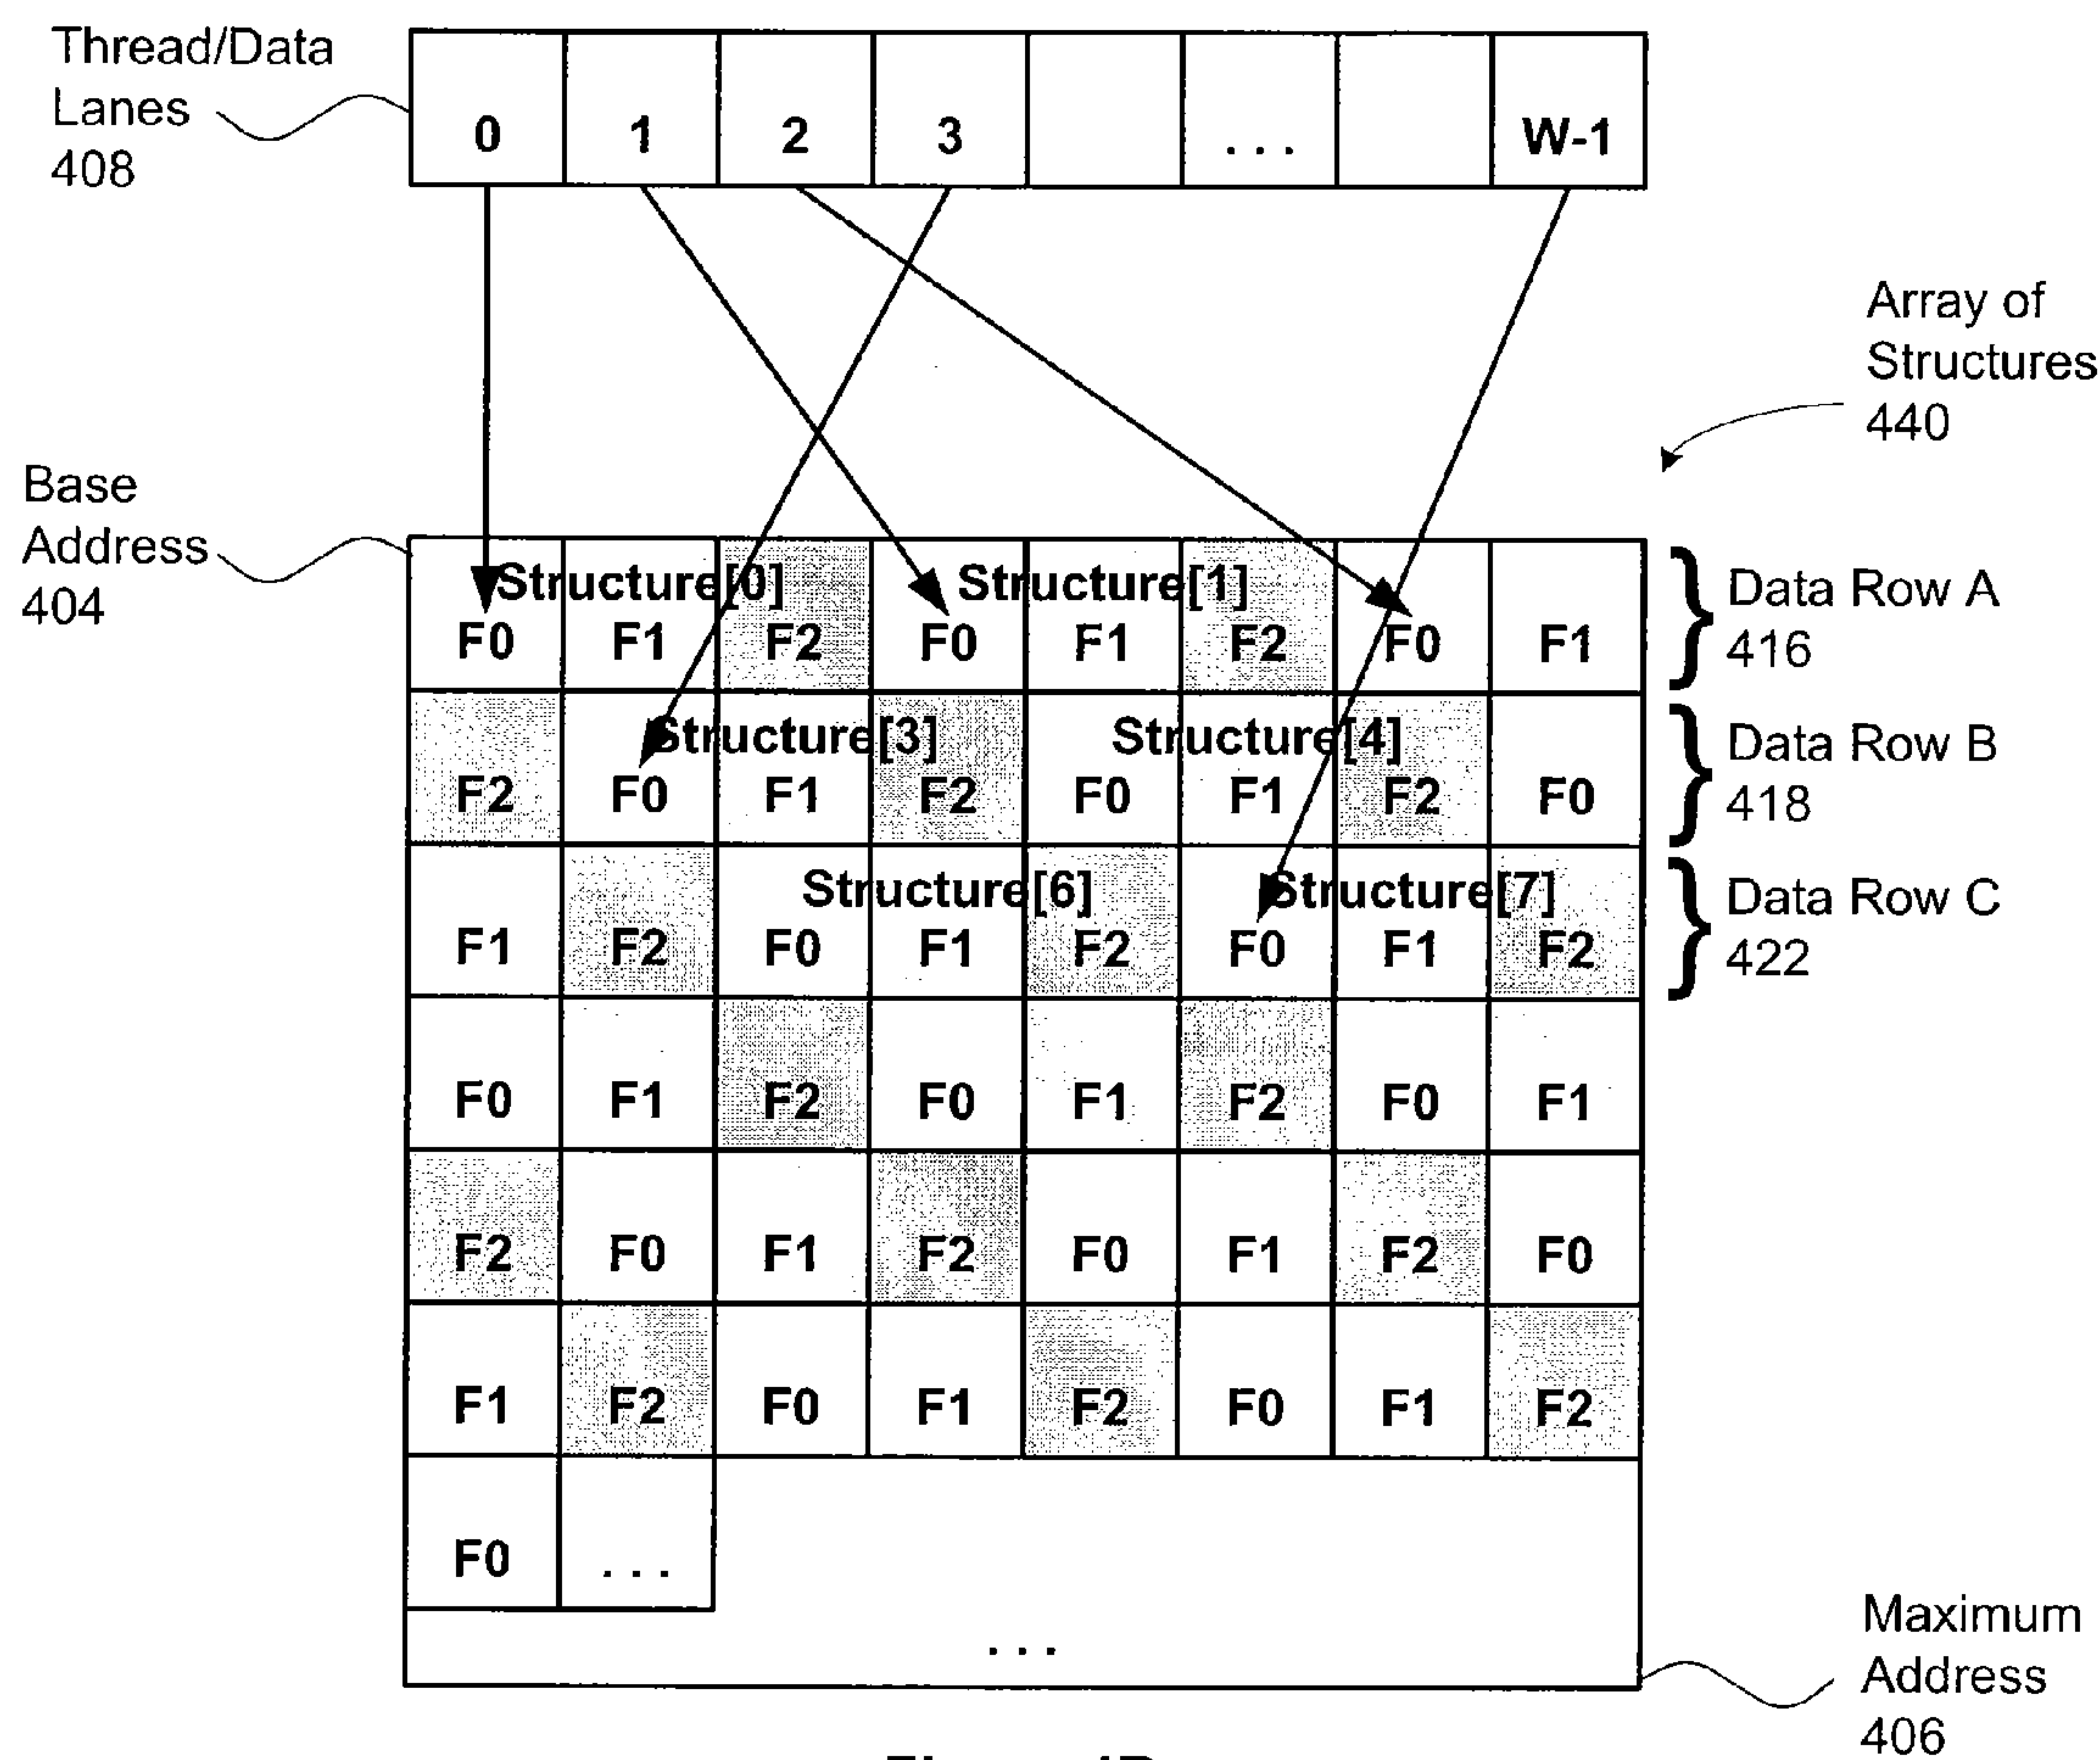 Thread/Data
Lanes
408
0 1 2 3 ... W-1
Array of
Structures
440
Base
Address
404
Structure[0] Structure[1]
F0 F1 F2 F0 F1 F2 F0 F1
Data Row A
416
Structure[3] Structure[4]
F2 F0 F1 F2 F0 F1 F2 F0
Data Row B
418
Structure[6] Structure[7]
F1 F2 F0 F1 F2 F0 F1 F2
Data Row C
422
F0 F1 F2 F0 F1 F2 F0 F1
F2 F0 F1 F2 F0 F1 F2 F0
F1 F2 F0 F1 F2 F0 F1 F2
F0 ...
...
Maximum
Address
406